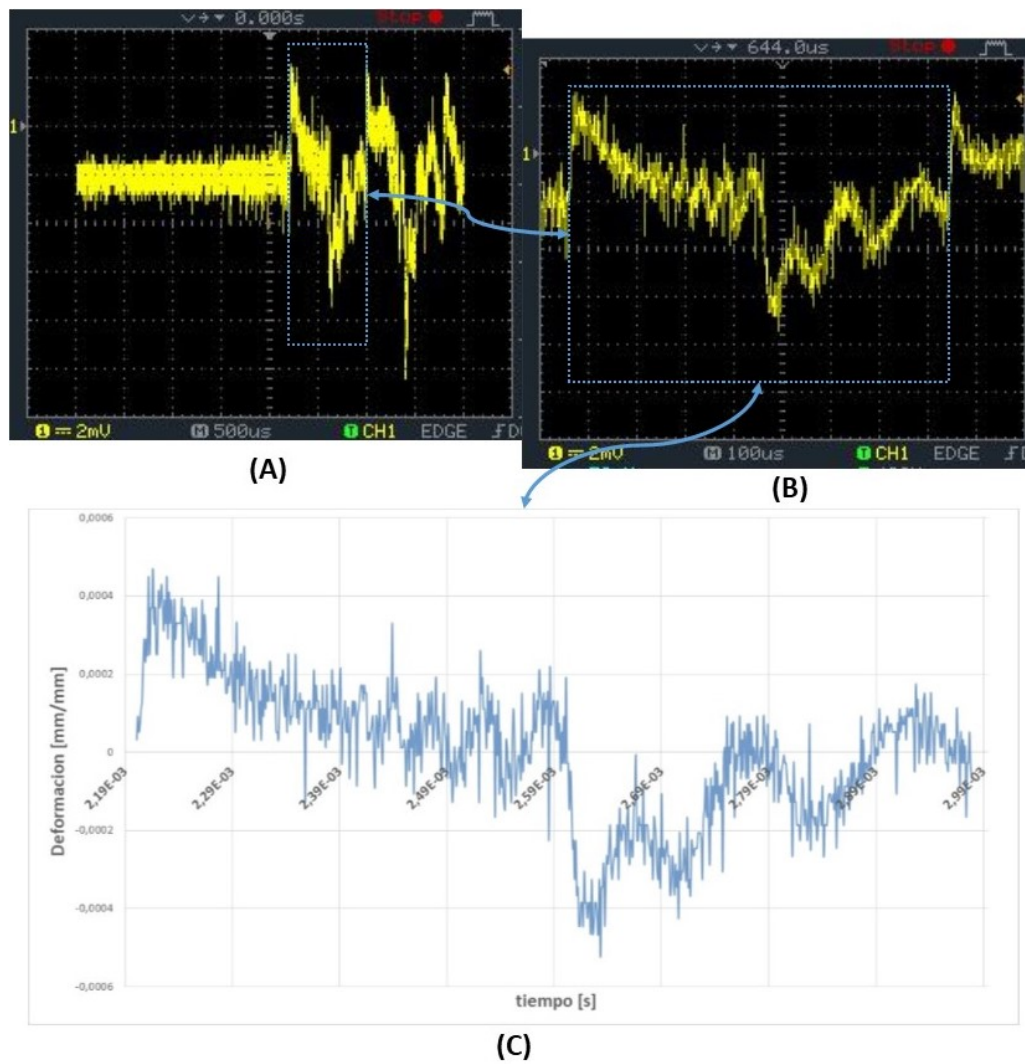 0.000s
Stop
1
1 2mV
M 500us
T CH1 EDGE
(A)
644.0us
Stop
1
1 2mV
M 100us
T CH1 EDGE
(B)
0,0006
0,0004
0,0002
0
-0,0002
-0,0004
-0,0006
Deformacion [mm/mm]
2,19E-03
2,29E-03
2,39E-03
2,49E-03
2,59E-03
2,69E-03
2,79E-03
2,89E-03
2,99E-03
tiempo [s]
(C)